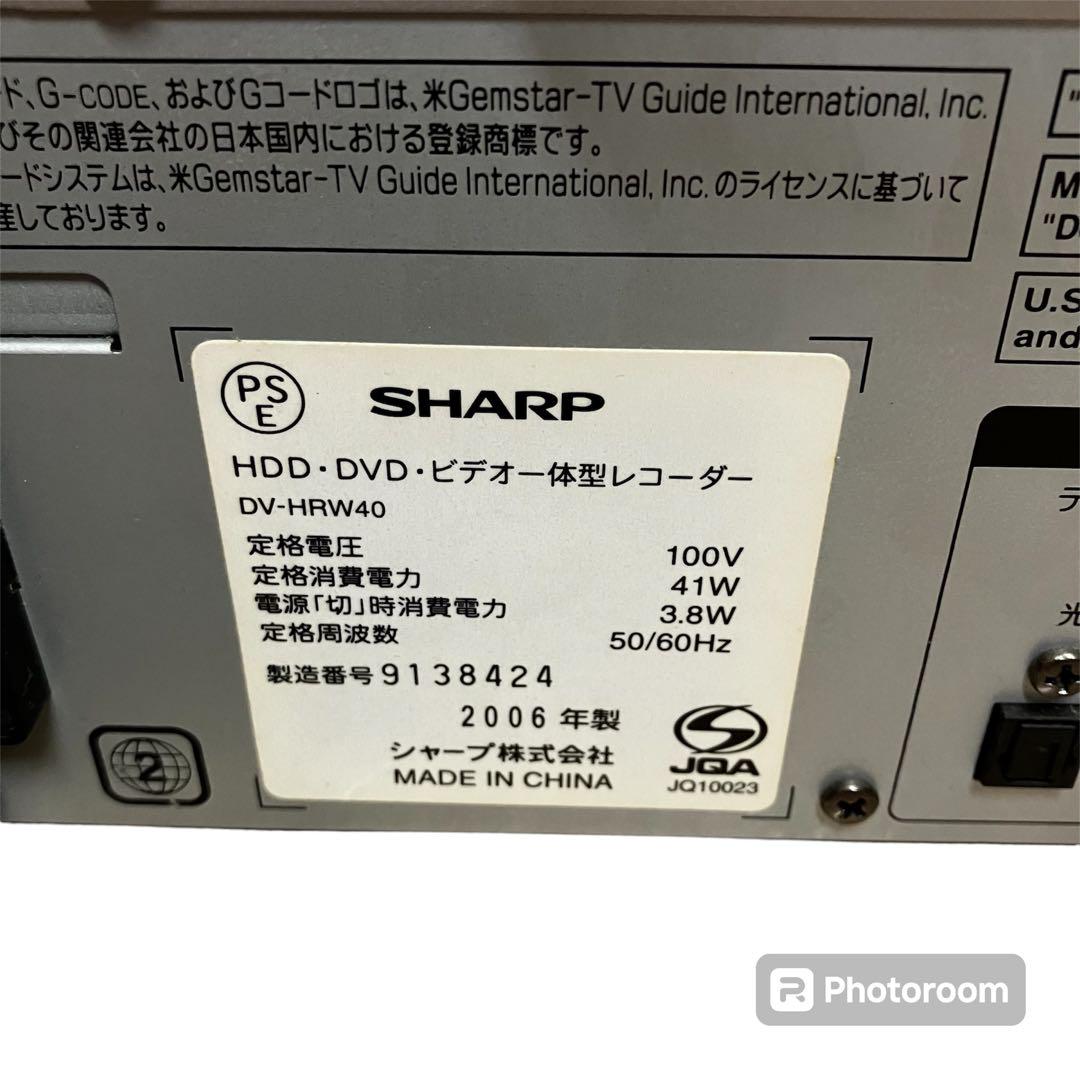 ド、G-CODE、およびGコードロゴは、米Gemstar-TV Guide International, Inc.
びその関連会社の日本国内における登録商標です。
ードシステムは、米Gemstar-TV Guide International, Inc.のライセンスに基づいて
産しております。
"
M
"D
U.S
and
PS
E
SHARP
HDD・DVD・ビデオ一体型レコーダー
DV-HRW40
定格電圧 100V
定格消費電力 41W
電源「切」時消費電力 3.8W
定格周波数 50/60Hz
製造番号 9138424
2006年製
シャープ株式会社
MADE IN CHINA
JQA
JQ10023
2
デ
光
Photoroom